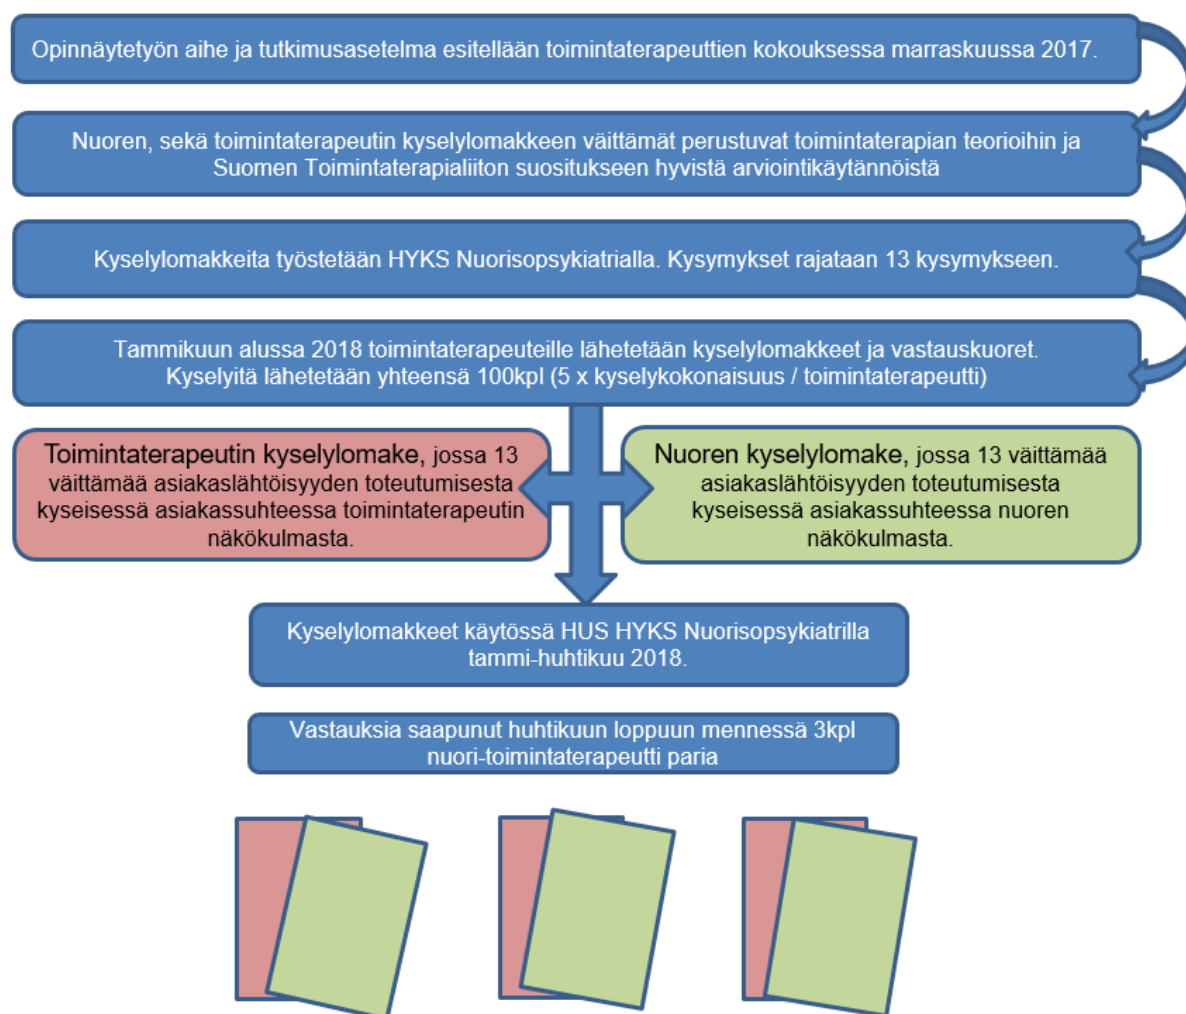 Opinnäytetyön aihe ja tutkimusasetelma esitellään toimintaterapeuttien kokouksessa marraskuussa 2017.
Nuoren, sekä toimintaterapeutin kyselylomakkeen väittämät perustuvat toimintaterapian teorioihin ja
Suomen Toimintaterapialiiton suositukseen hyvistä arviointikäytännöistä
Kyselylomakkeita työstetään HYKS Nuorisopsykiatrialla. Kysymykset rajataan 13 kysymykseen.
Tammikuun alussa 2018 toimintaterapeuteille lähetetään kyselylomakkeet ja vastauskuoret.
Kyselyitä lähetetään yhteensä 100kpl (5 x kyselykokonaisuus / toimintaterapeutti)
Toimintaterapeutin kyselylomake, jossa 13
väittämää asiakaslähtöisyyden toteutumisesta
kyseisessä asiakassuhteessa toimintaterapeutin
näkökulmasta.
Nuoren kyselylomake, jossa 13 väittämää
asiakaslähtöisyyden toteutumisesta
kyseisessä asiakassuhteessa nuoren
näkökulmasta.
Kyselylomakkeet käytössä HUS HYKS Nuorisopsykiatrilla
tammi-huhtikuu 2018.
Vastauksia saapunut huhtikuun loppuun mennessä 3kpl
nuori-toimintaterapeutti paria